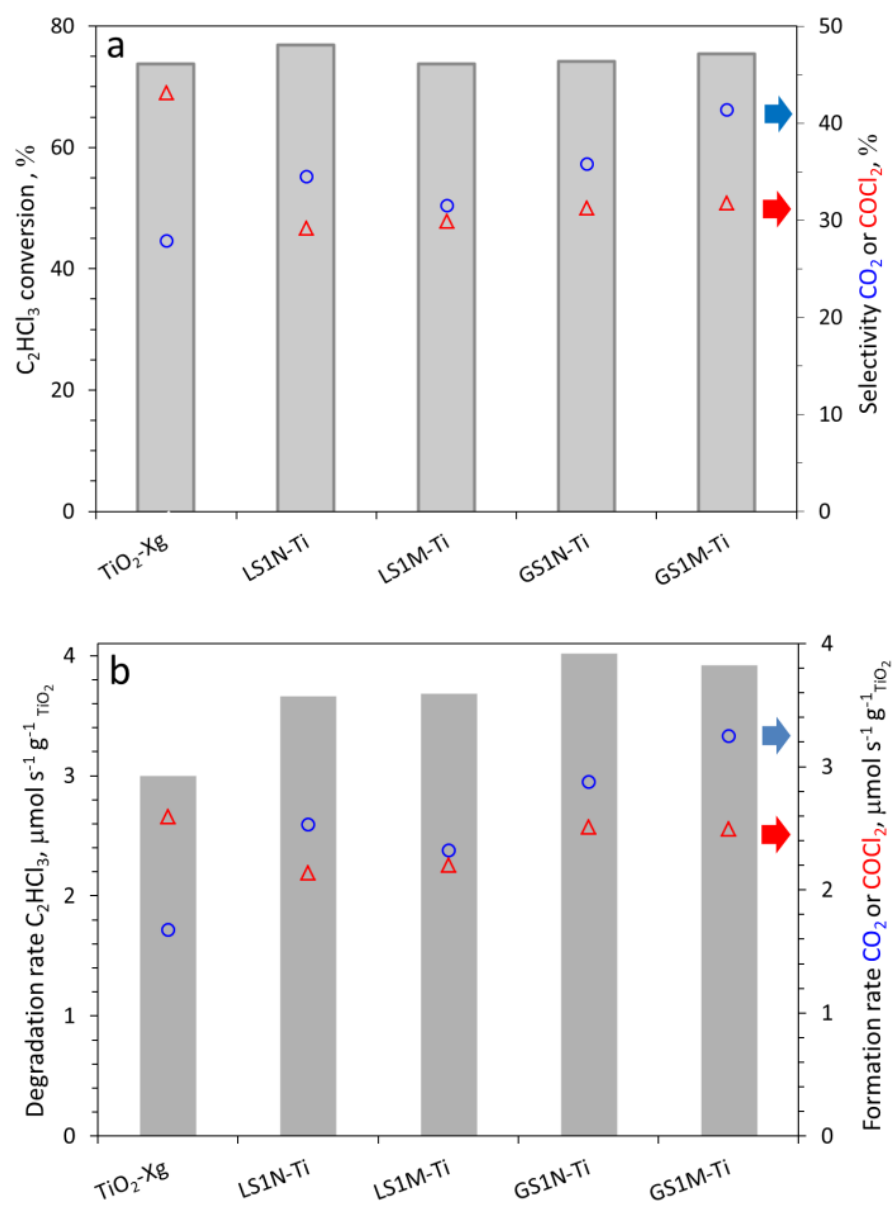 a
C₂HCl₃ conversion , %
80
60
40
20
0
50
40
30
20
10
0
Selectivity CO₂ or COCl₂, %
TiO₂-Xg
LS1N-Ti
LS1M-Ti
GS1N-Ti
GS1M-Ti
b
Degradation rate C₂HCl₃, µmol s⁻¹ g⁻¹ TiO₂
4
3
2
1
0
4
3
2
1
0
Formation rate CO₂ or COCl₂, µmol s⁻¹ g⁻¹TiO₂
TiO₂-Xg
LS1N-Ti
LS1M-Ti
GS1N-Ti
GS1M-Ti